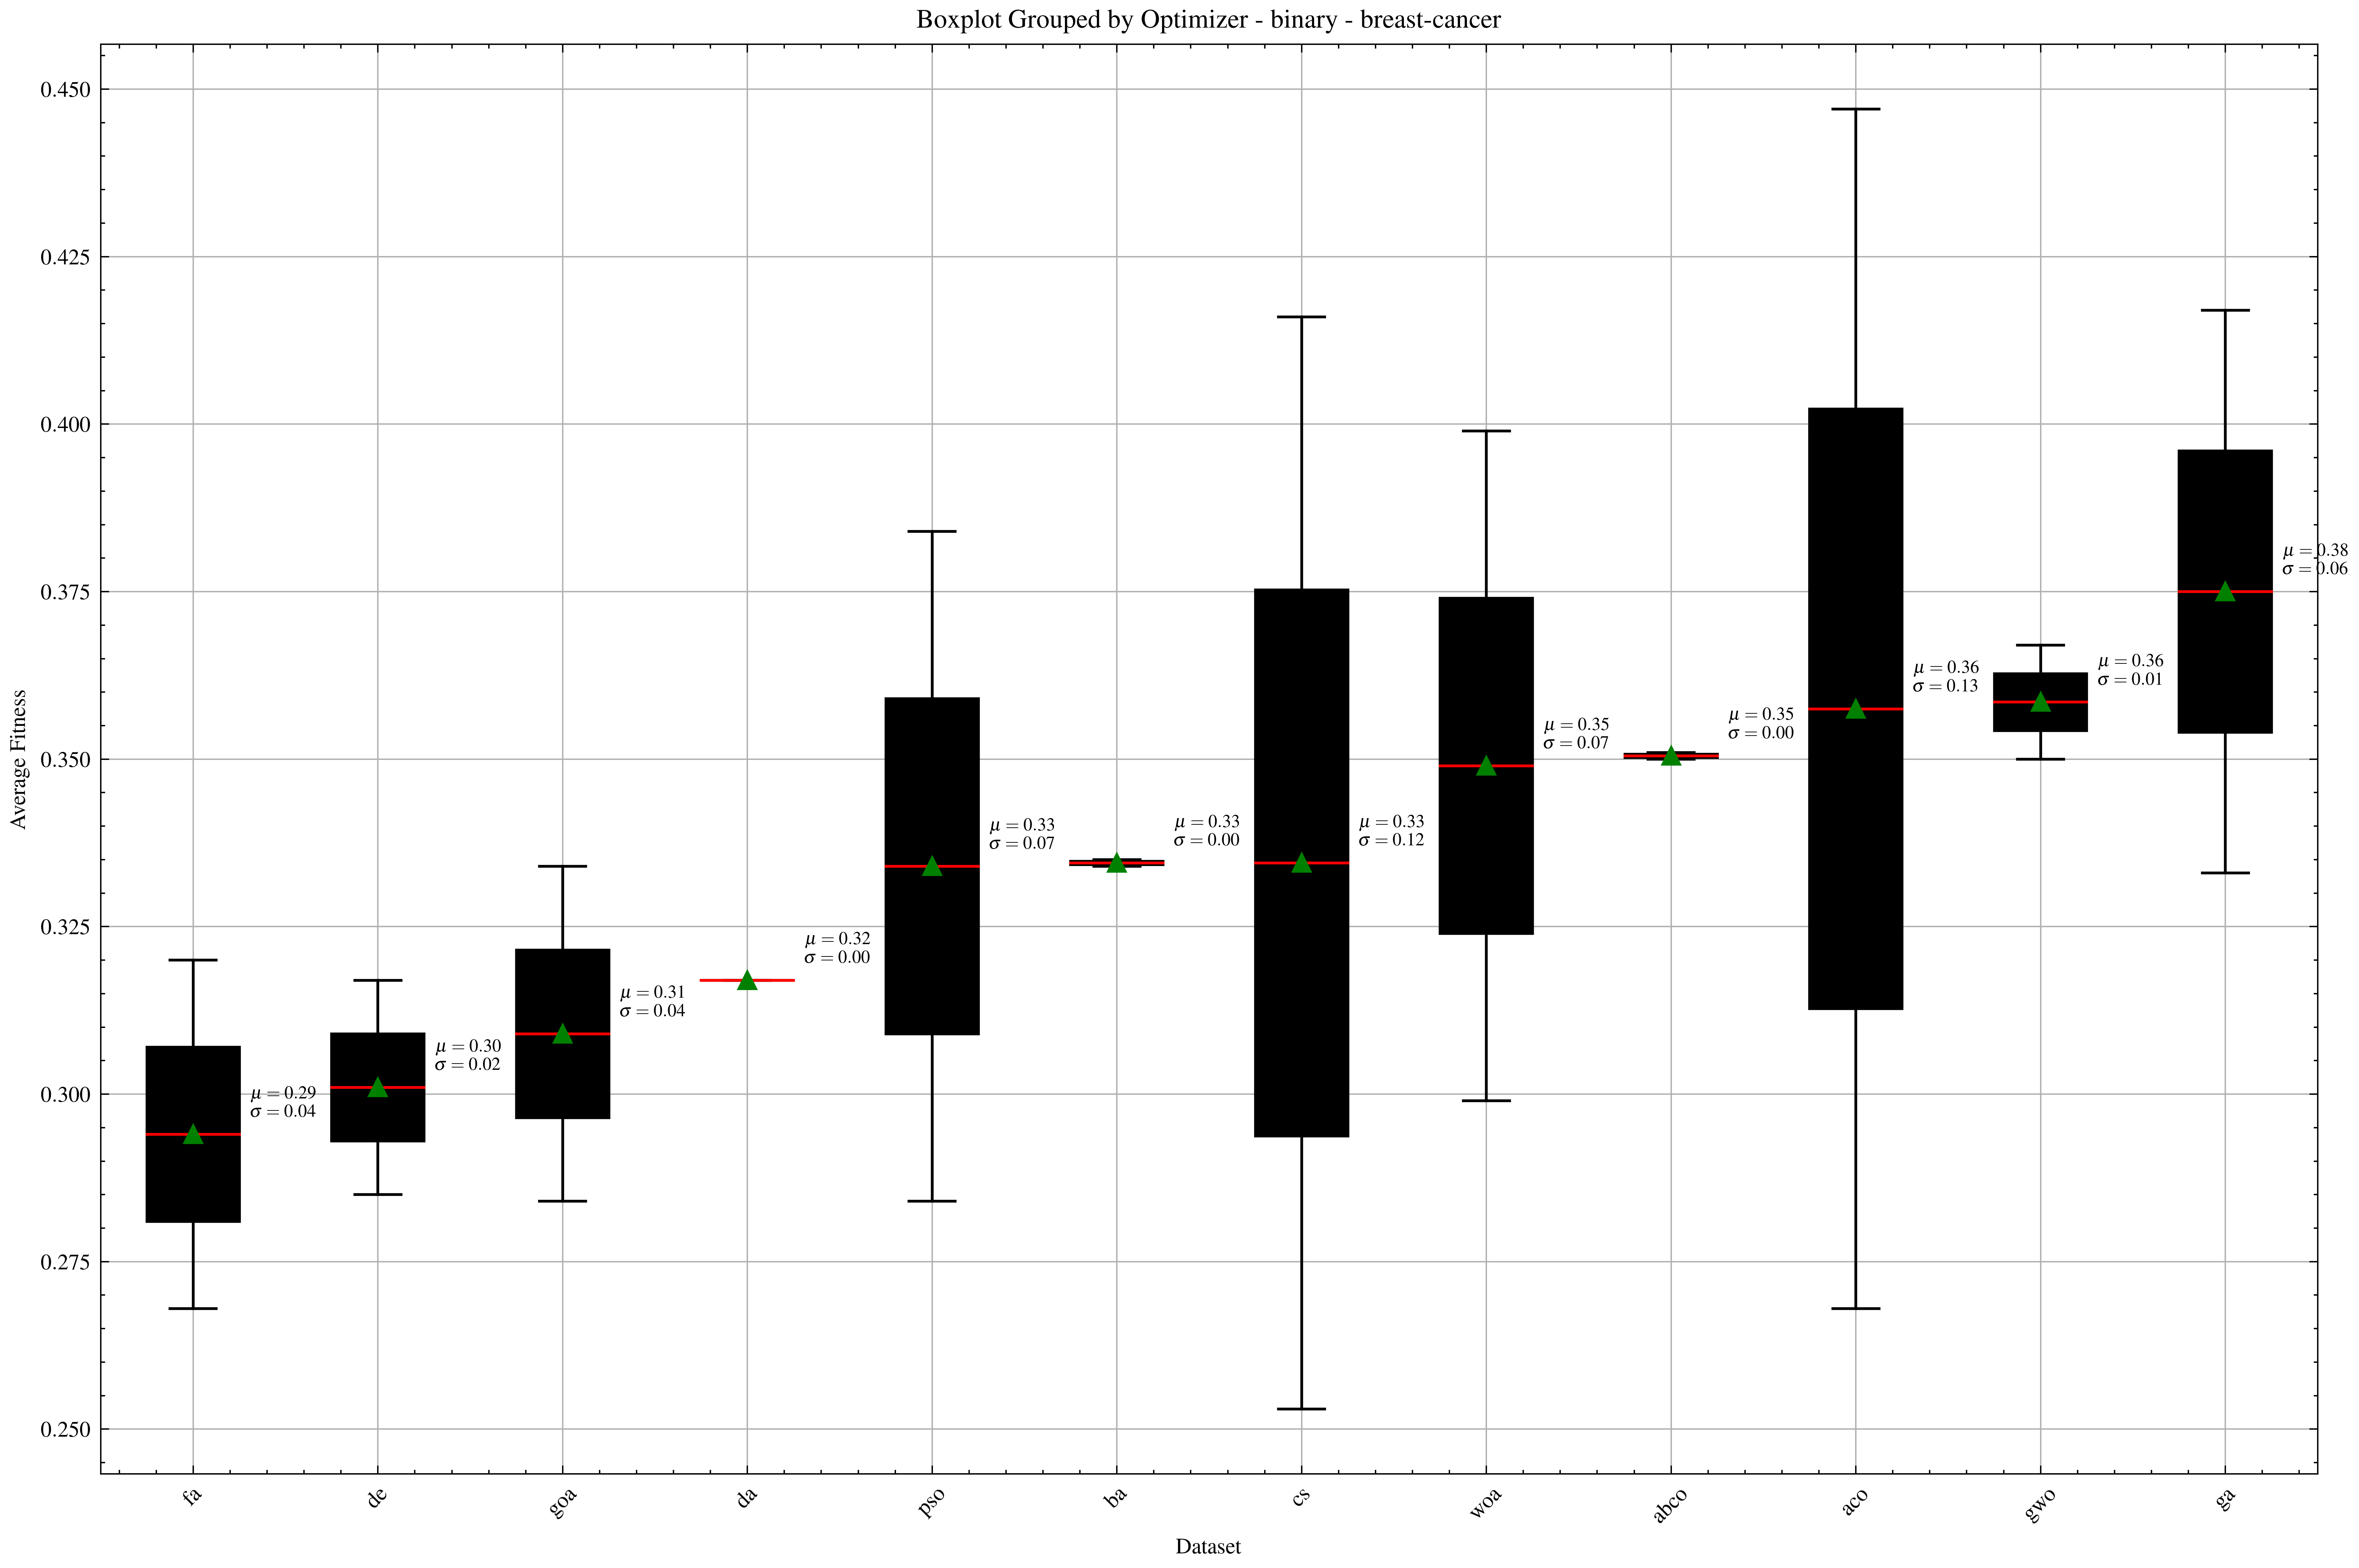 Boxplot Grouped by Optimizer - binary - breast-cancer
Average Fitness
0.450
0.425
0.400
0.375
0.350
0.325
0.300
0.275
0.250
μ = 0.29
σ = 0.04
μ = 0.30
σ = 0.02
μ = 0.31
σ = 0.04
μ = 0.32
σ = 0.00
μ = 0.33
σ = 0.07
μ = 0.33
σ = 0.00
μ = 0.33
σ = 0.12
μ = 0.35
σ = 0.07
μ = 0.35
σ = 0.00
μ = 0.36
σ = 0.13
μ = 0.36
σ = 0.01
μ = 0.38
σ = 0.06
fa
de
goa
da
pso
ba
cs
woa
abco
aco
gwo
ga
Dataset